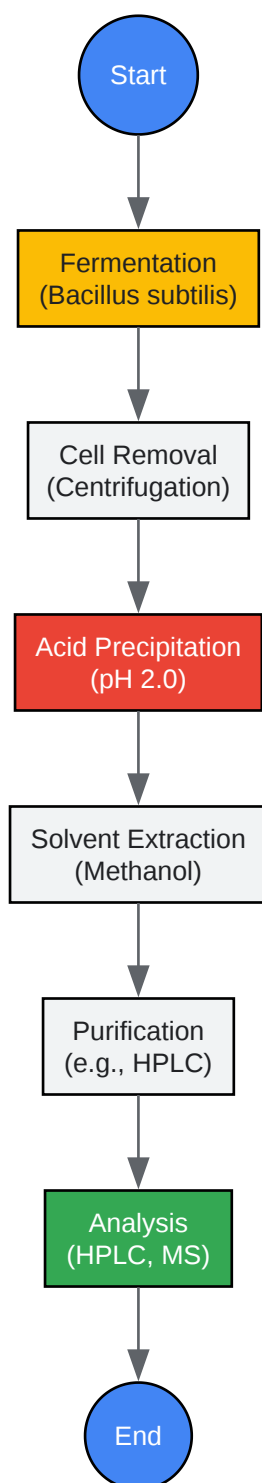 Start
Fermentation
(Bacillus subtilis)
Cell Removal
(Centrifugation)
Acid Precipitation
(pH 2.0)
Solvent Extraction
(Methanol)
Purification
(e.g., HPLC)
Analysis
(HPLC, MS)
End